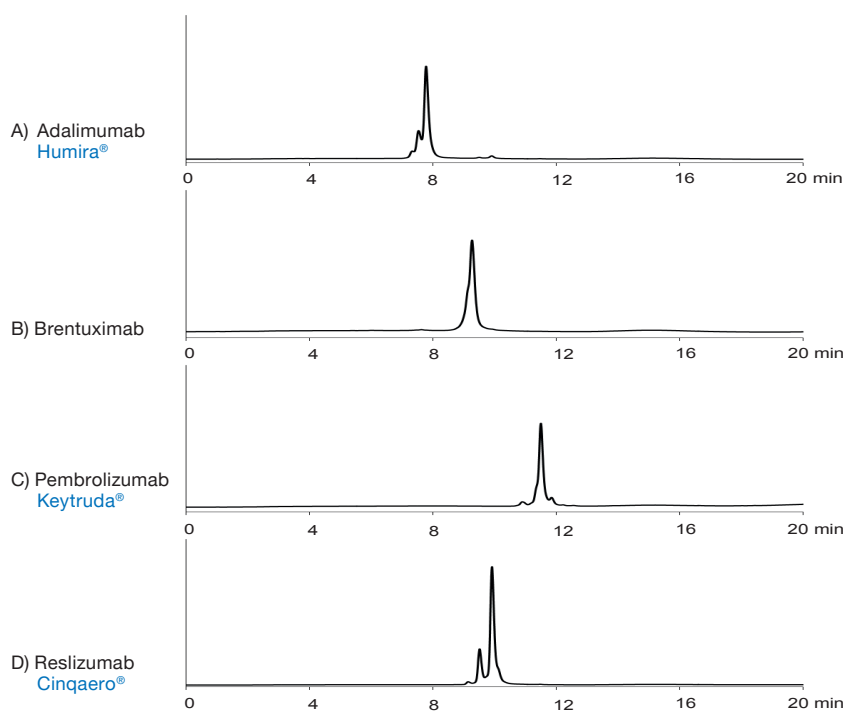 A) Adalimumab
Humira®
0 4 8 12 16 20 min
B) Brentuximab
0 4 8 12 16 20 min
C) Pembrolizumab
Keytruda®
0 4 8 12 16 20 min
D) Reslizumab
Cinqaero®
0 4 8 12 16 20 min